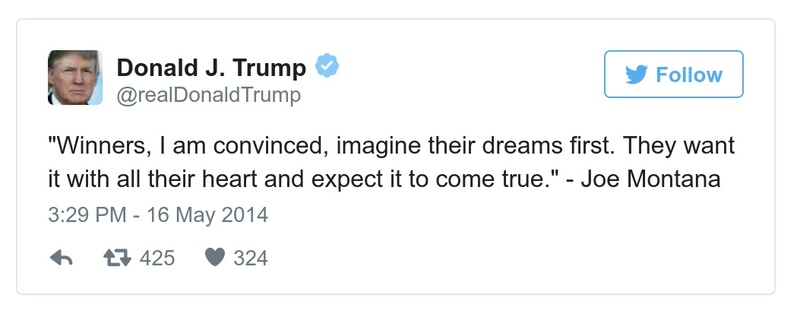 Donald J. Trump
@realDonaldTrump
Follow
"Winners, I am convinced, imagine their dreams first. They want
it with all their heart and expect it to come true." - Joe Montana
3:29 PM - 16 May 2014
425 324